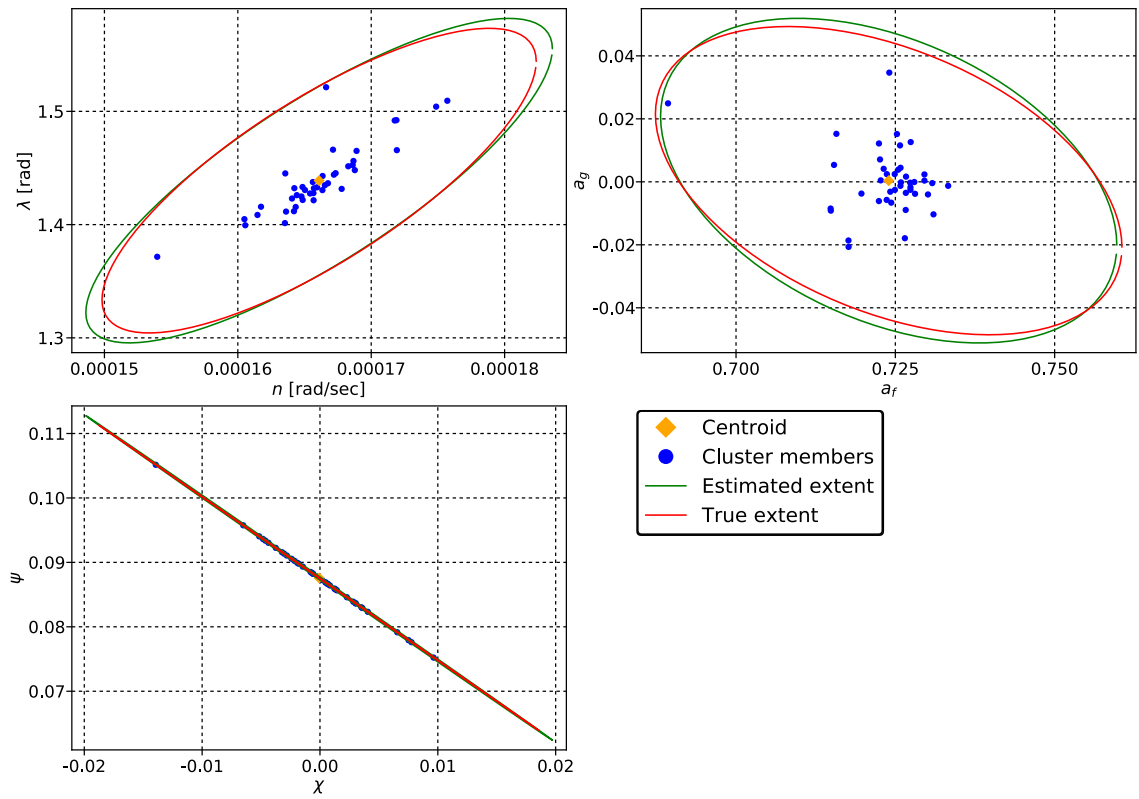 λ [rad]
1.5
1.4
1.3
0.00015 0.00016 0.00017 0.00018
n [rad/sec]
a_g
0.04
0.02
0.00
-0.02
-0.04
0.700 0.725 0.750
a_f
ψ
0.11
0.10
0.09
0.08
0.07
-0.02 -0.01 0.00 0.01 0.02
χ
Centroid
Cluster members
Estimated extent
True extent